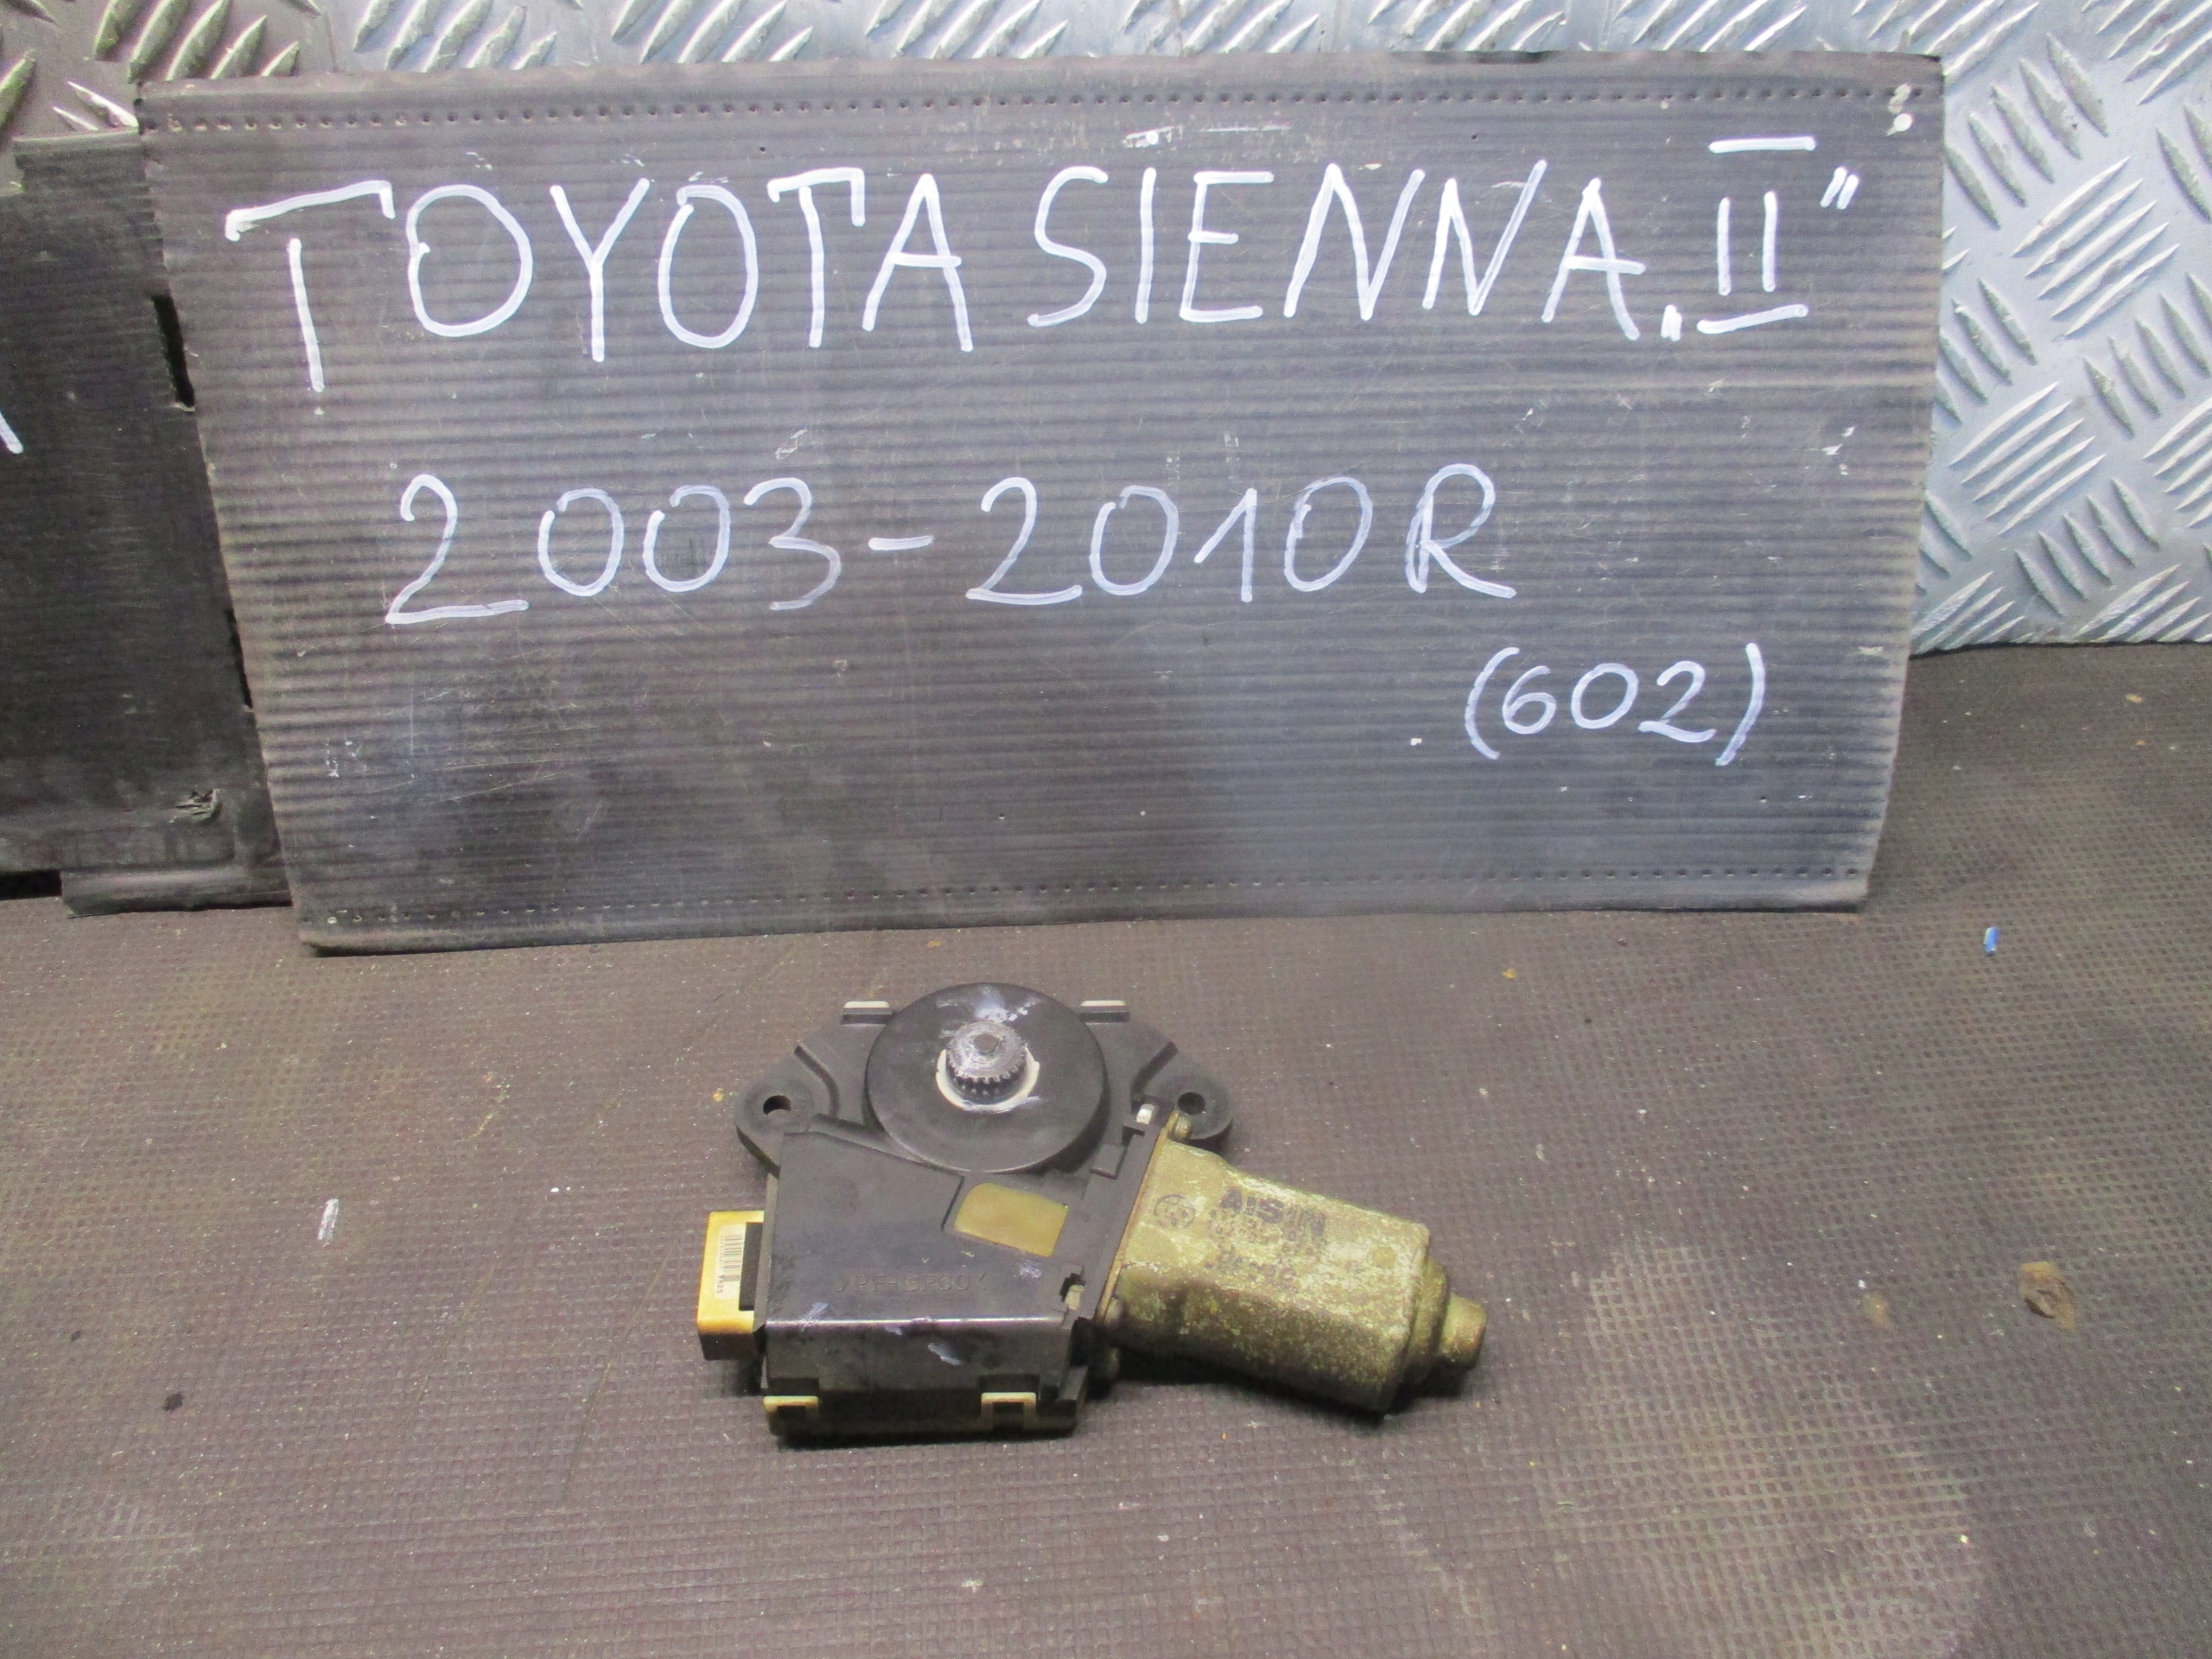 TOYOTA SIENNA „II"
2003-2010R
(602)
AISIN